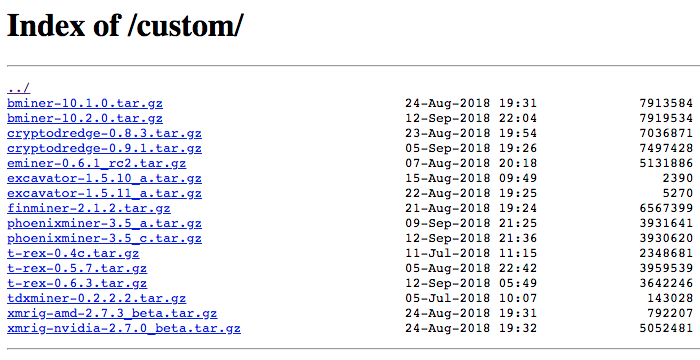 Index of /custom/
../
bminer-10.1.0.tar.gz 24-Aug-2018 19:31 7913584
bminer-10.2.0.tar.gz 12-Sep-2018 22:04 7919534
cryptodredge-0.8.3.tar.gz 23-Aug-2018 19:54 7036871
cryptodredge-0.9.1.tar.gz 05-Sep-2018 19:26 7497428
eminer-0.6.1_rc2.tar.gz 07-Aug-2018 20:18 5131886
excavator-1.5.10_a.tar.gz 15-Aug-2018 09:49 2390
excavator-1.5.11_a.tar.gz 22-Aug-2018 19:25 5270
finminer-2.1.2.tar.gz 21-Aug-2018 19:24 6567399
phoenixminer-3.5_a.tar.gz 09-Sep-2018 21:25 3931641
phoenixminer-3.5_c.tar.gz 12-Sep-2018 21:36 3930620
t-rex-0.4c.tar.gz 11-Jul-2018 11:15 2348681
t-rex-0.5.7.tar.gz 05-Aug-2018 22:42 3959539
t-rex-0.6.3.tar.gz 12-Sep-2018 05:49 3642246
tdxminer-0.2.2.2.tar.gz 05-Jul-2018 10:07 143028
xmrig-amd-2.7.3_beta.tar.gz 24-Aug-2018 19:31 792207
xmrig-nvidia-2.7.0_beta.tar.gz 24-Aug-2018 19:32 5052481